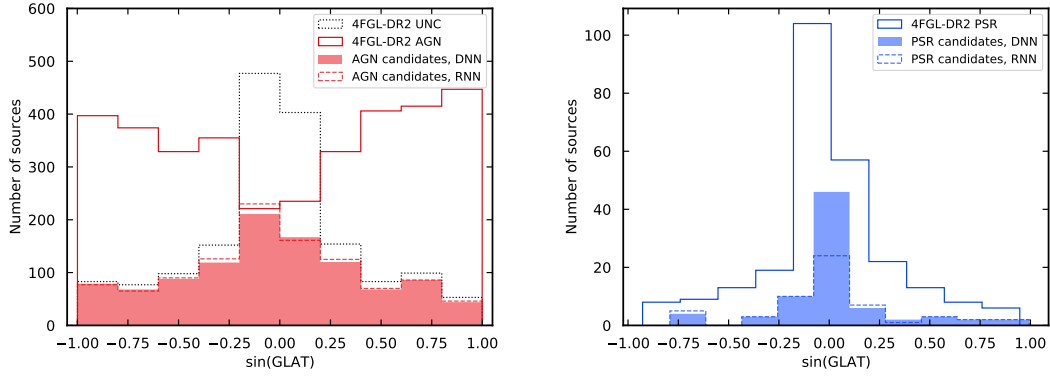 600
500
400
300
200
100
0
Number of sources
4FGL-DR2 UNC
4FGL-DR2 AGN
AGN candidates, DNN
AGN candidates, RNN
−1.00 −0.75 −0.50 −0.25 0.00 0.25 0.50 0.75 1.00
sin(GLAT)
100
80
60
40
20
0
Number of sources
4FGL-DR2 PSR
PSR candidates, DNN
PSR candidates, RNN
−1.00 −0.75 −0.50 −0.25 0.00 0.25 0.50 0.75 1.00
sin(GLAT)